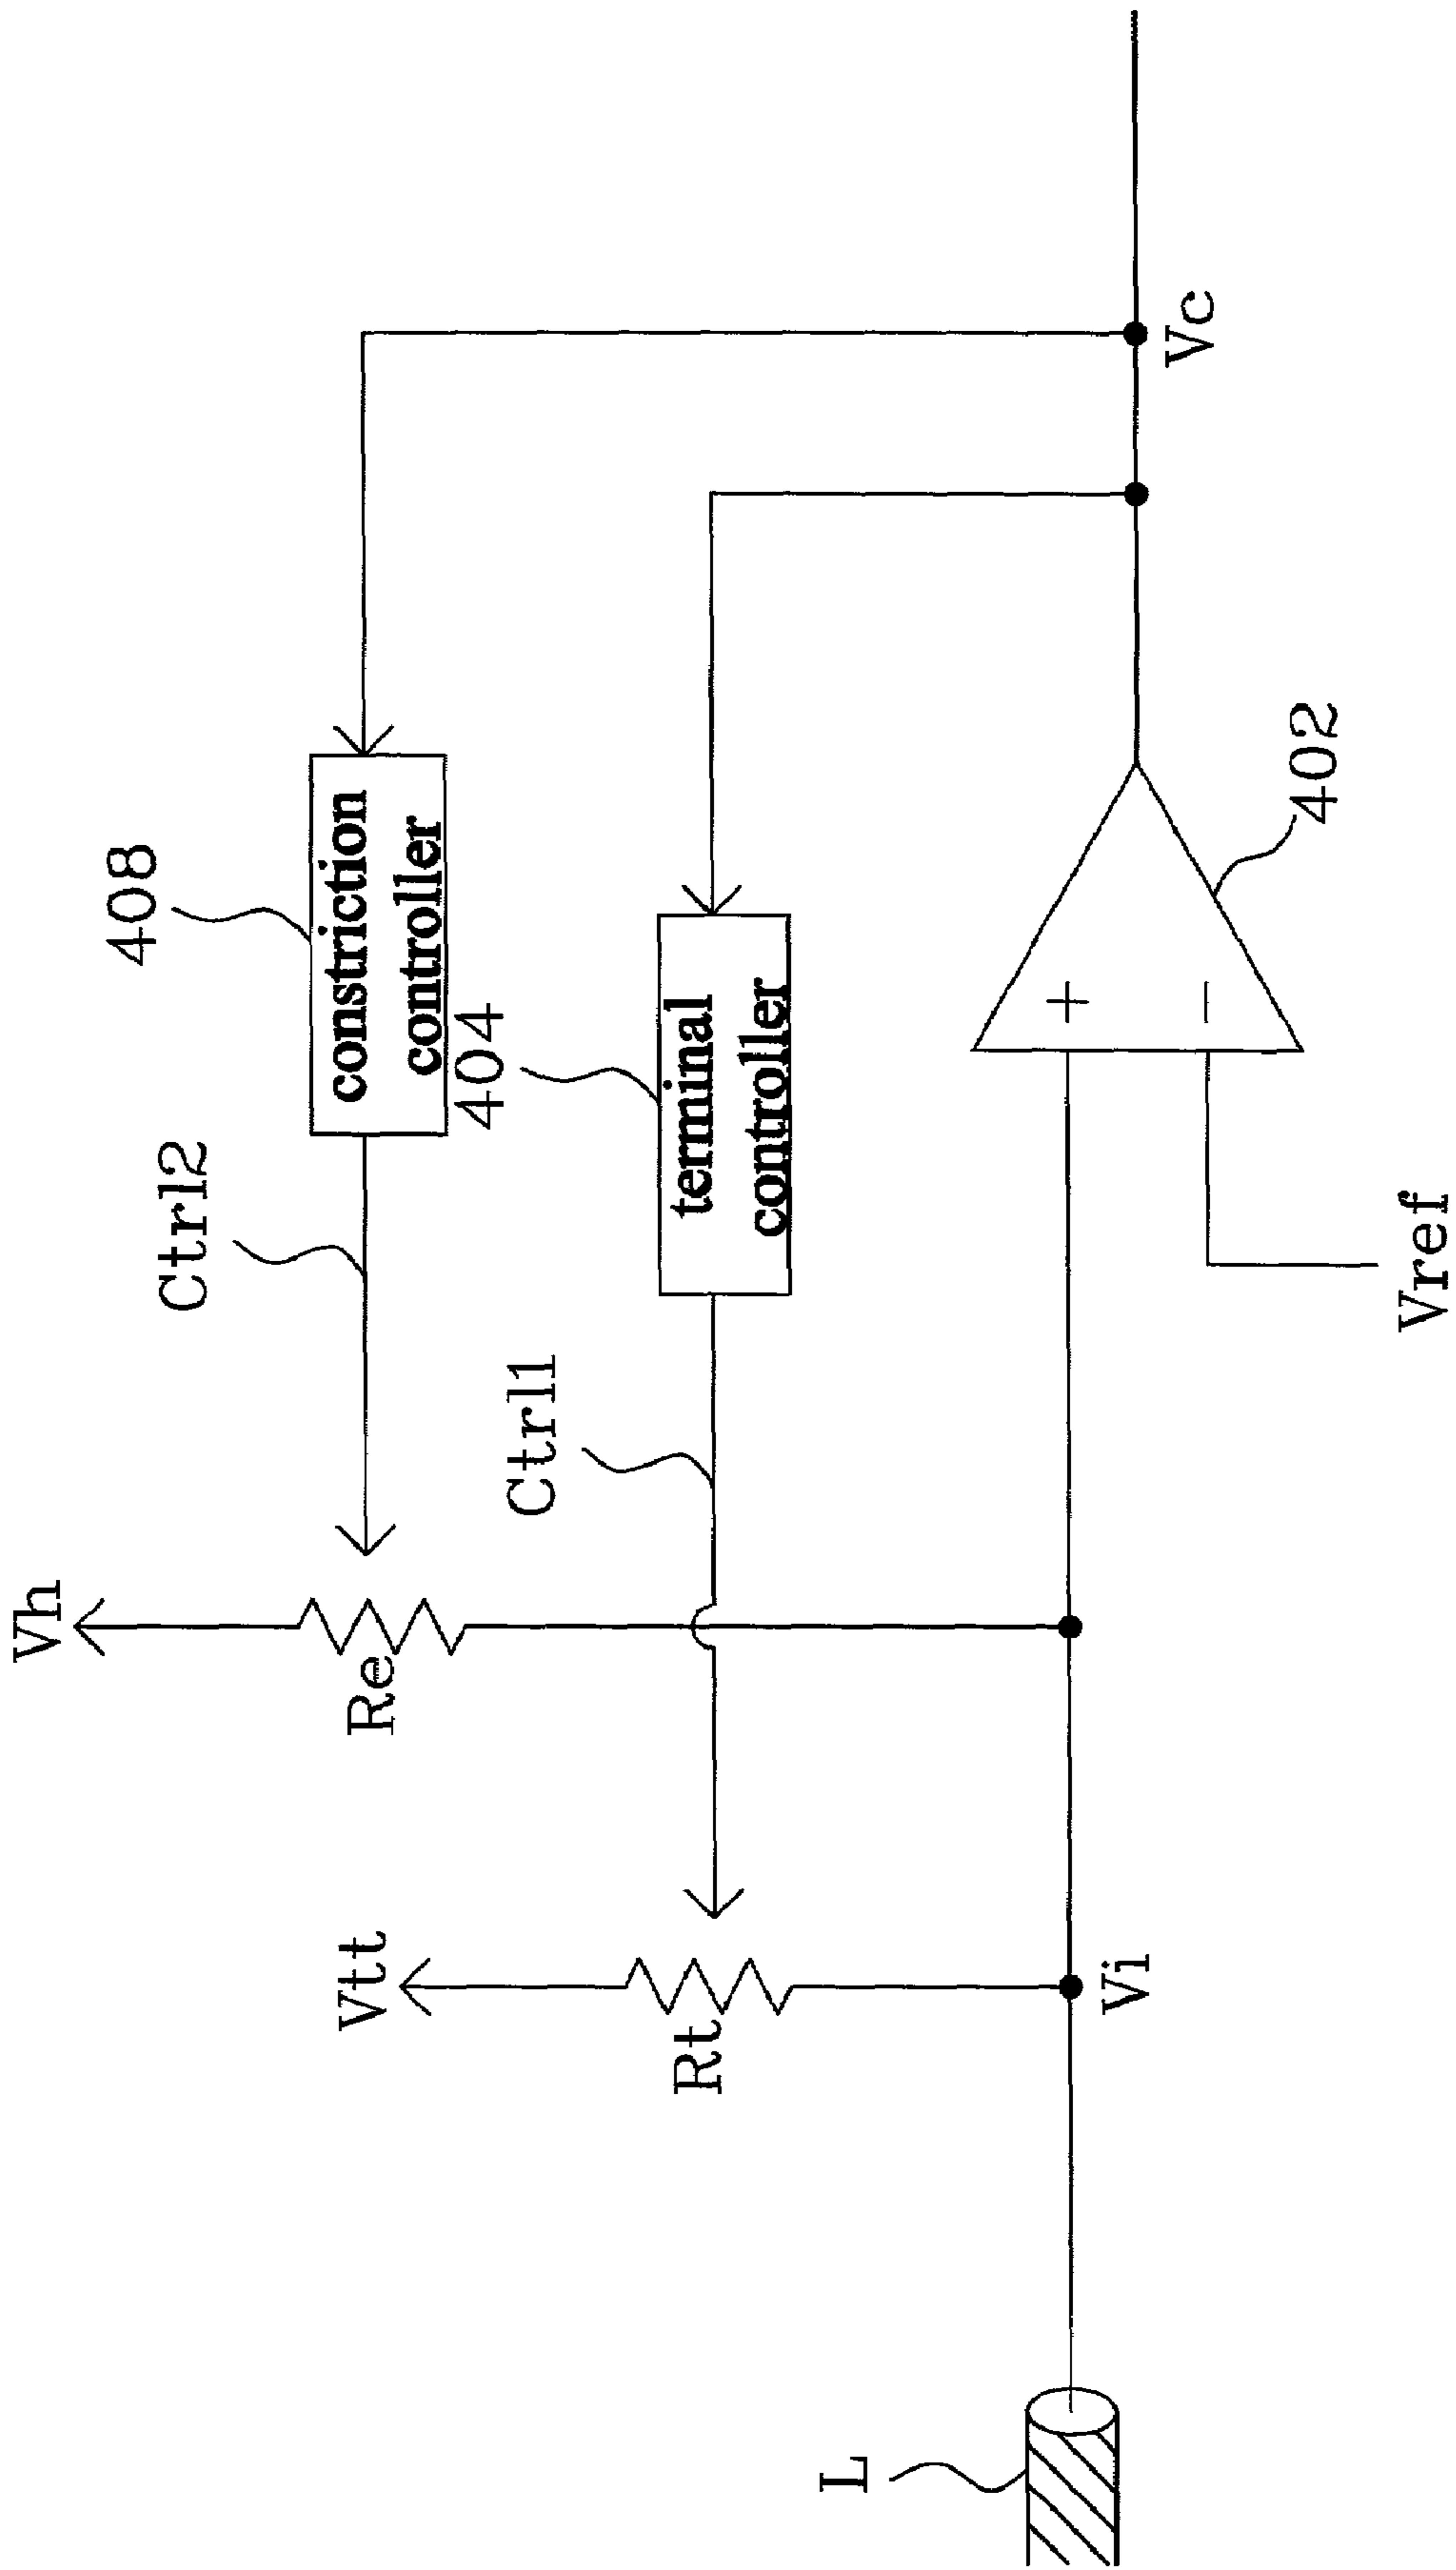 Vh
Re
Ctrl2
408
constriction
controller
Vtt
Rt
Ctrl1
404
terminal
controller
L
Vi
Vref
402
+
−
Vc